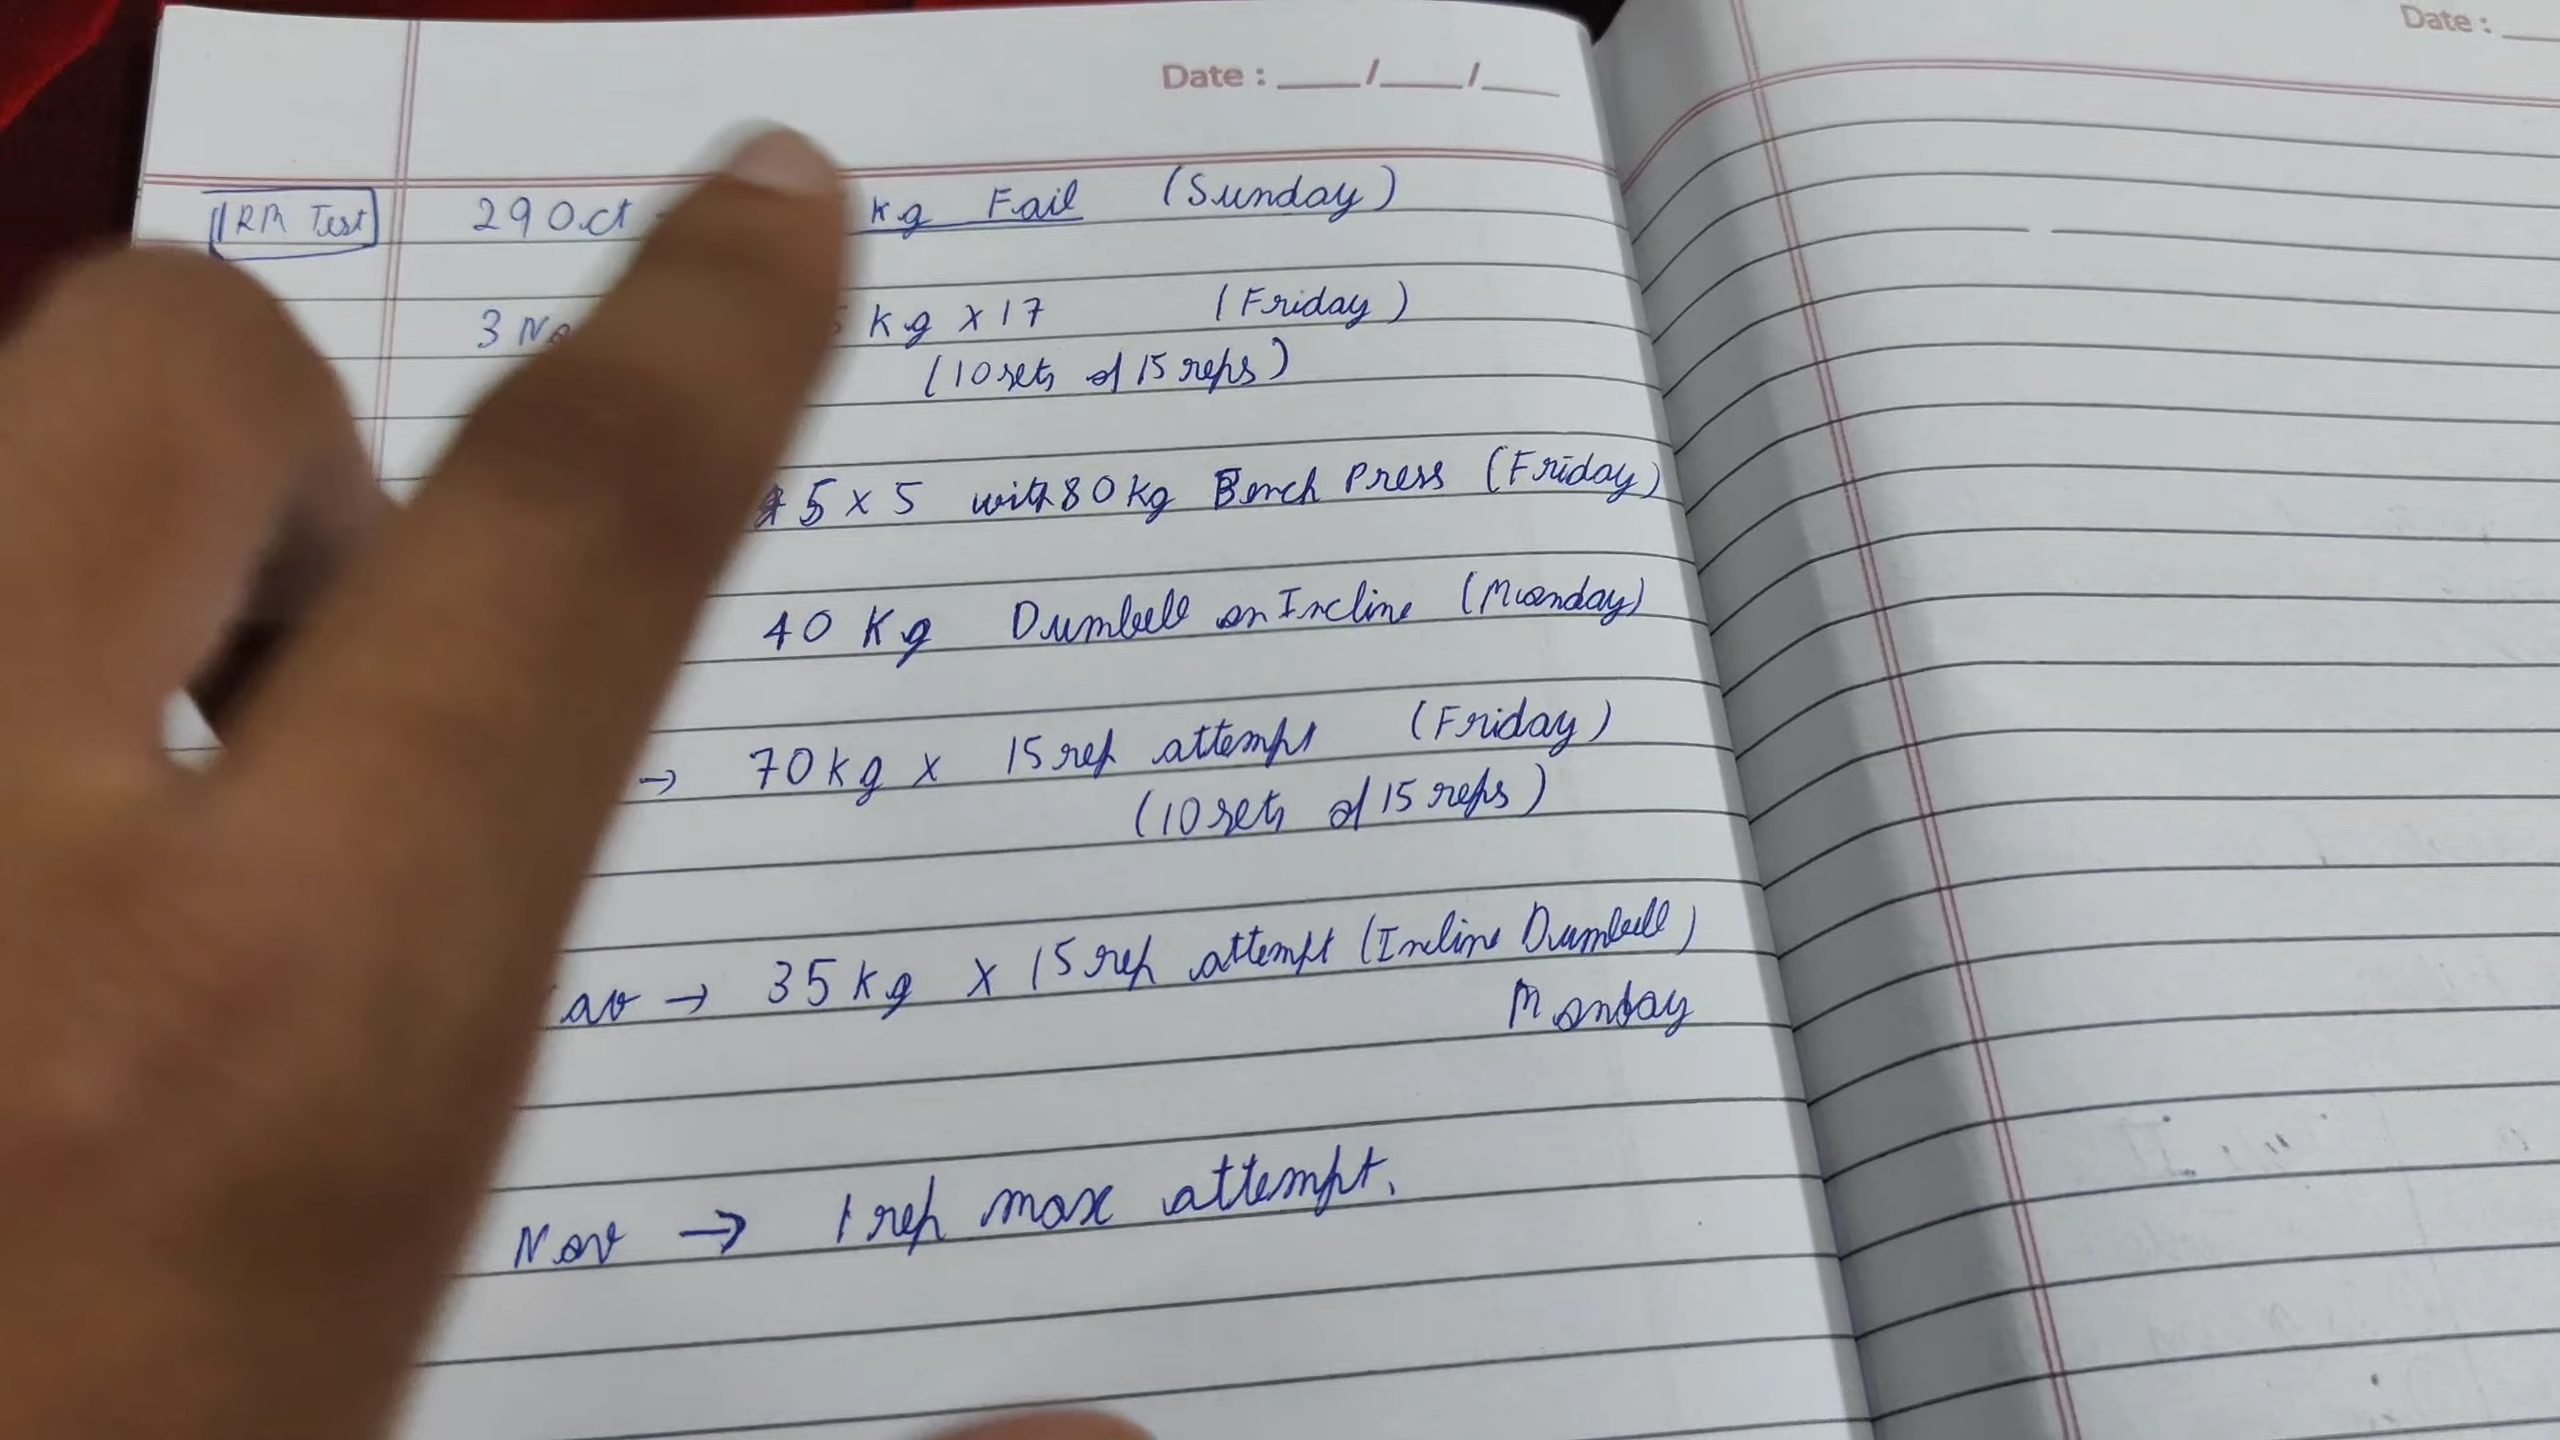 Date : ___/___/___
Date : __
1RM Test 29 Oct kg Fail (Sunday)
3 kg x 17 (Friday)
(10 sets of 15 reps)
5 x 5 with 80 kg Bench Press (Friday)
40 Kg Dumbell on Incline (Monday)
→ 70 kg x 15 rep attempt (Friday)
(10 sets of 15 reps)
→ 35 kg x 15 rep attempt (Incline Dumbell)
Monday
Nov → 1 rep max attempt.